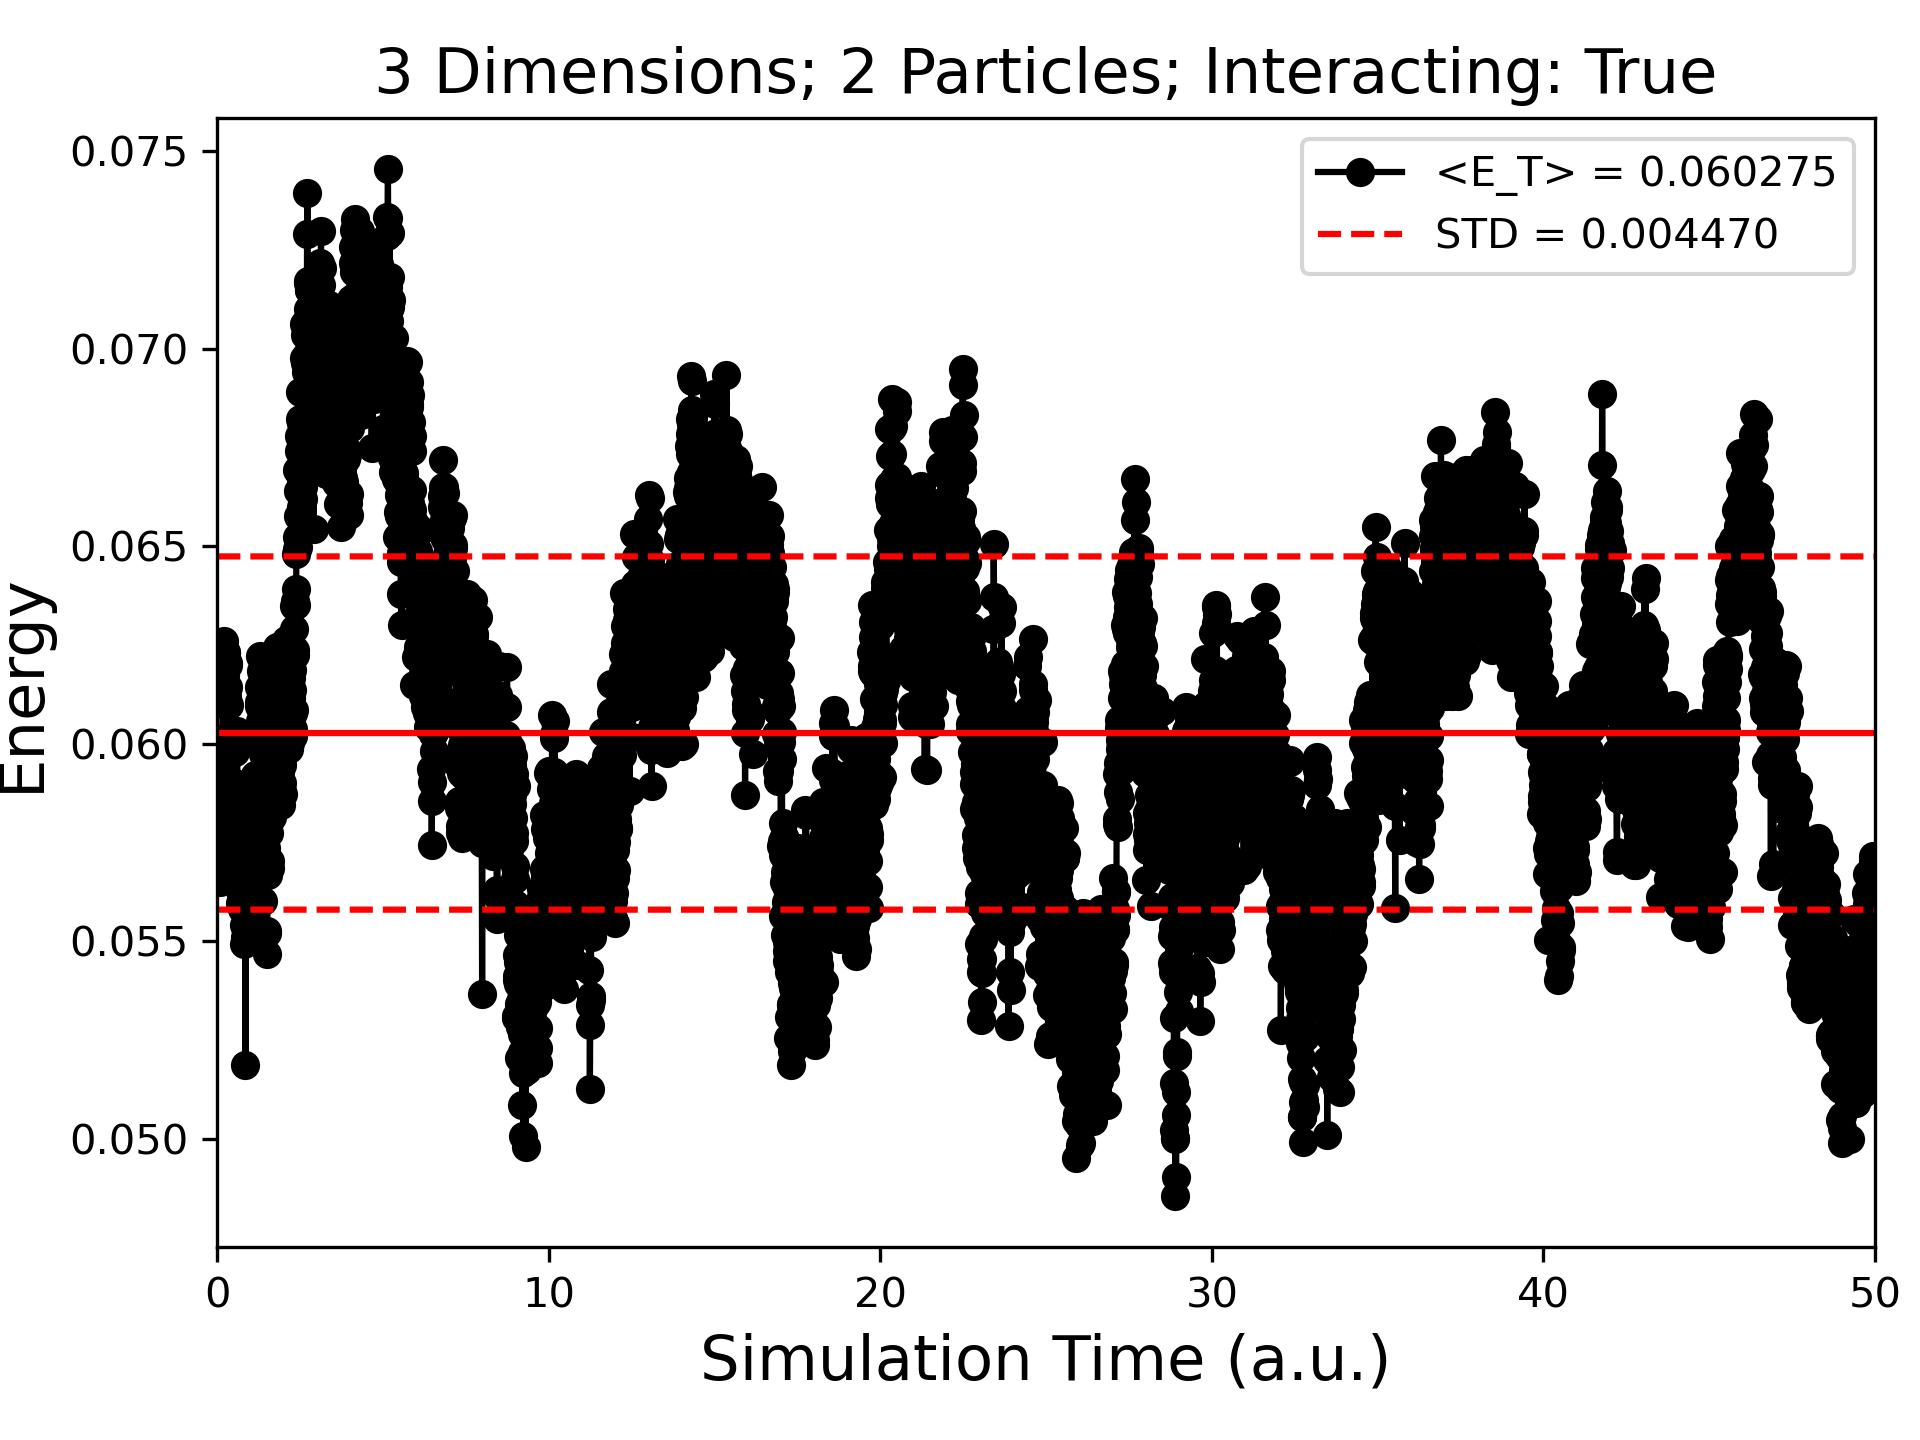 3 Dimensions; 2 Particles; Interacting: True
<E_T> = 0.060275
STD = 0.004470
Energy
0.075
0.070
0.065
0.060
0.055
0.050
0 10 20 30 40 50
Simulation Time (a.u.)